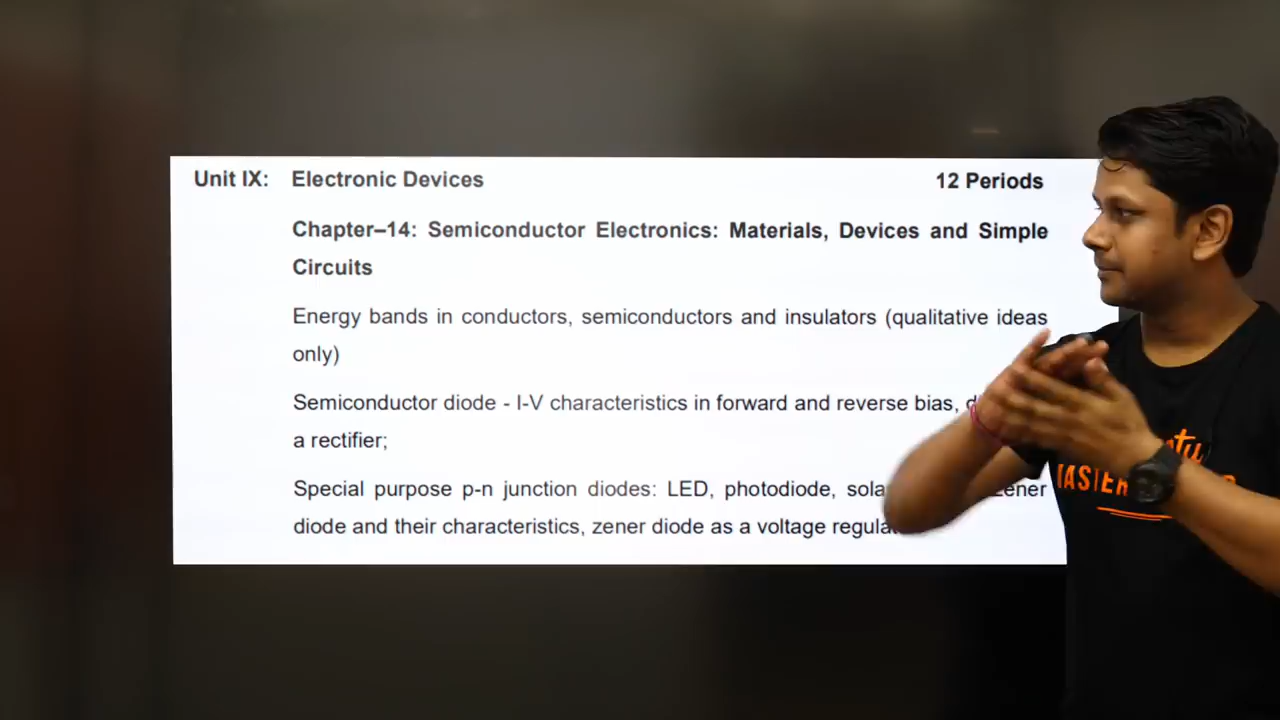 Unit IX: Electronic Devices 12 Periods
Chapter–14: Semiconductor Electronics: Materials, Devices and Simple
Circuits
Energy bands in conductors, semiconductors and insulators (qualitative ideas
only)
Semiconductor diode - I-V characteristics in forward and reverse bias,
a rectifier;
Special purpose p-n junction diodes: LED, photodiode,
diode and their characteristics, zener diode as a voltage